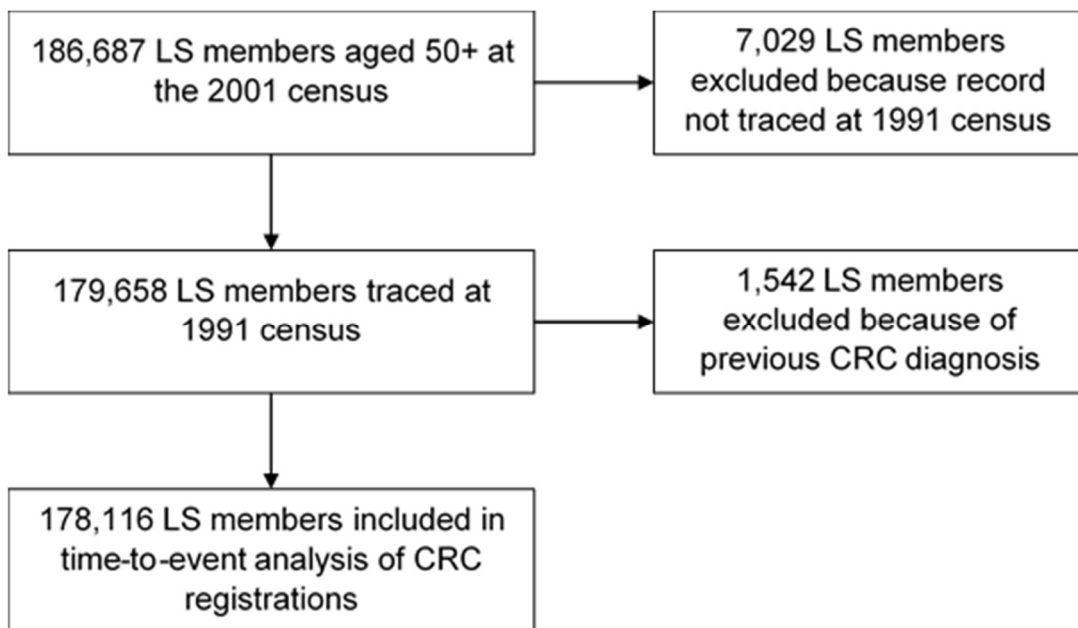 186,687 LS members aged 50+ at
the 2001 census
7,029 LS members
excluded because record
not traced at 1991 census
179,658 LS members traced at
1991 census
1,542 LS members
excluded because of
previous CRC diagnosis
178,116 LS members included in
time-to-event analysis of CRC
registrations